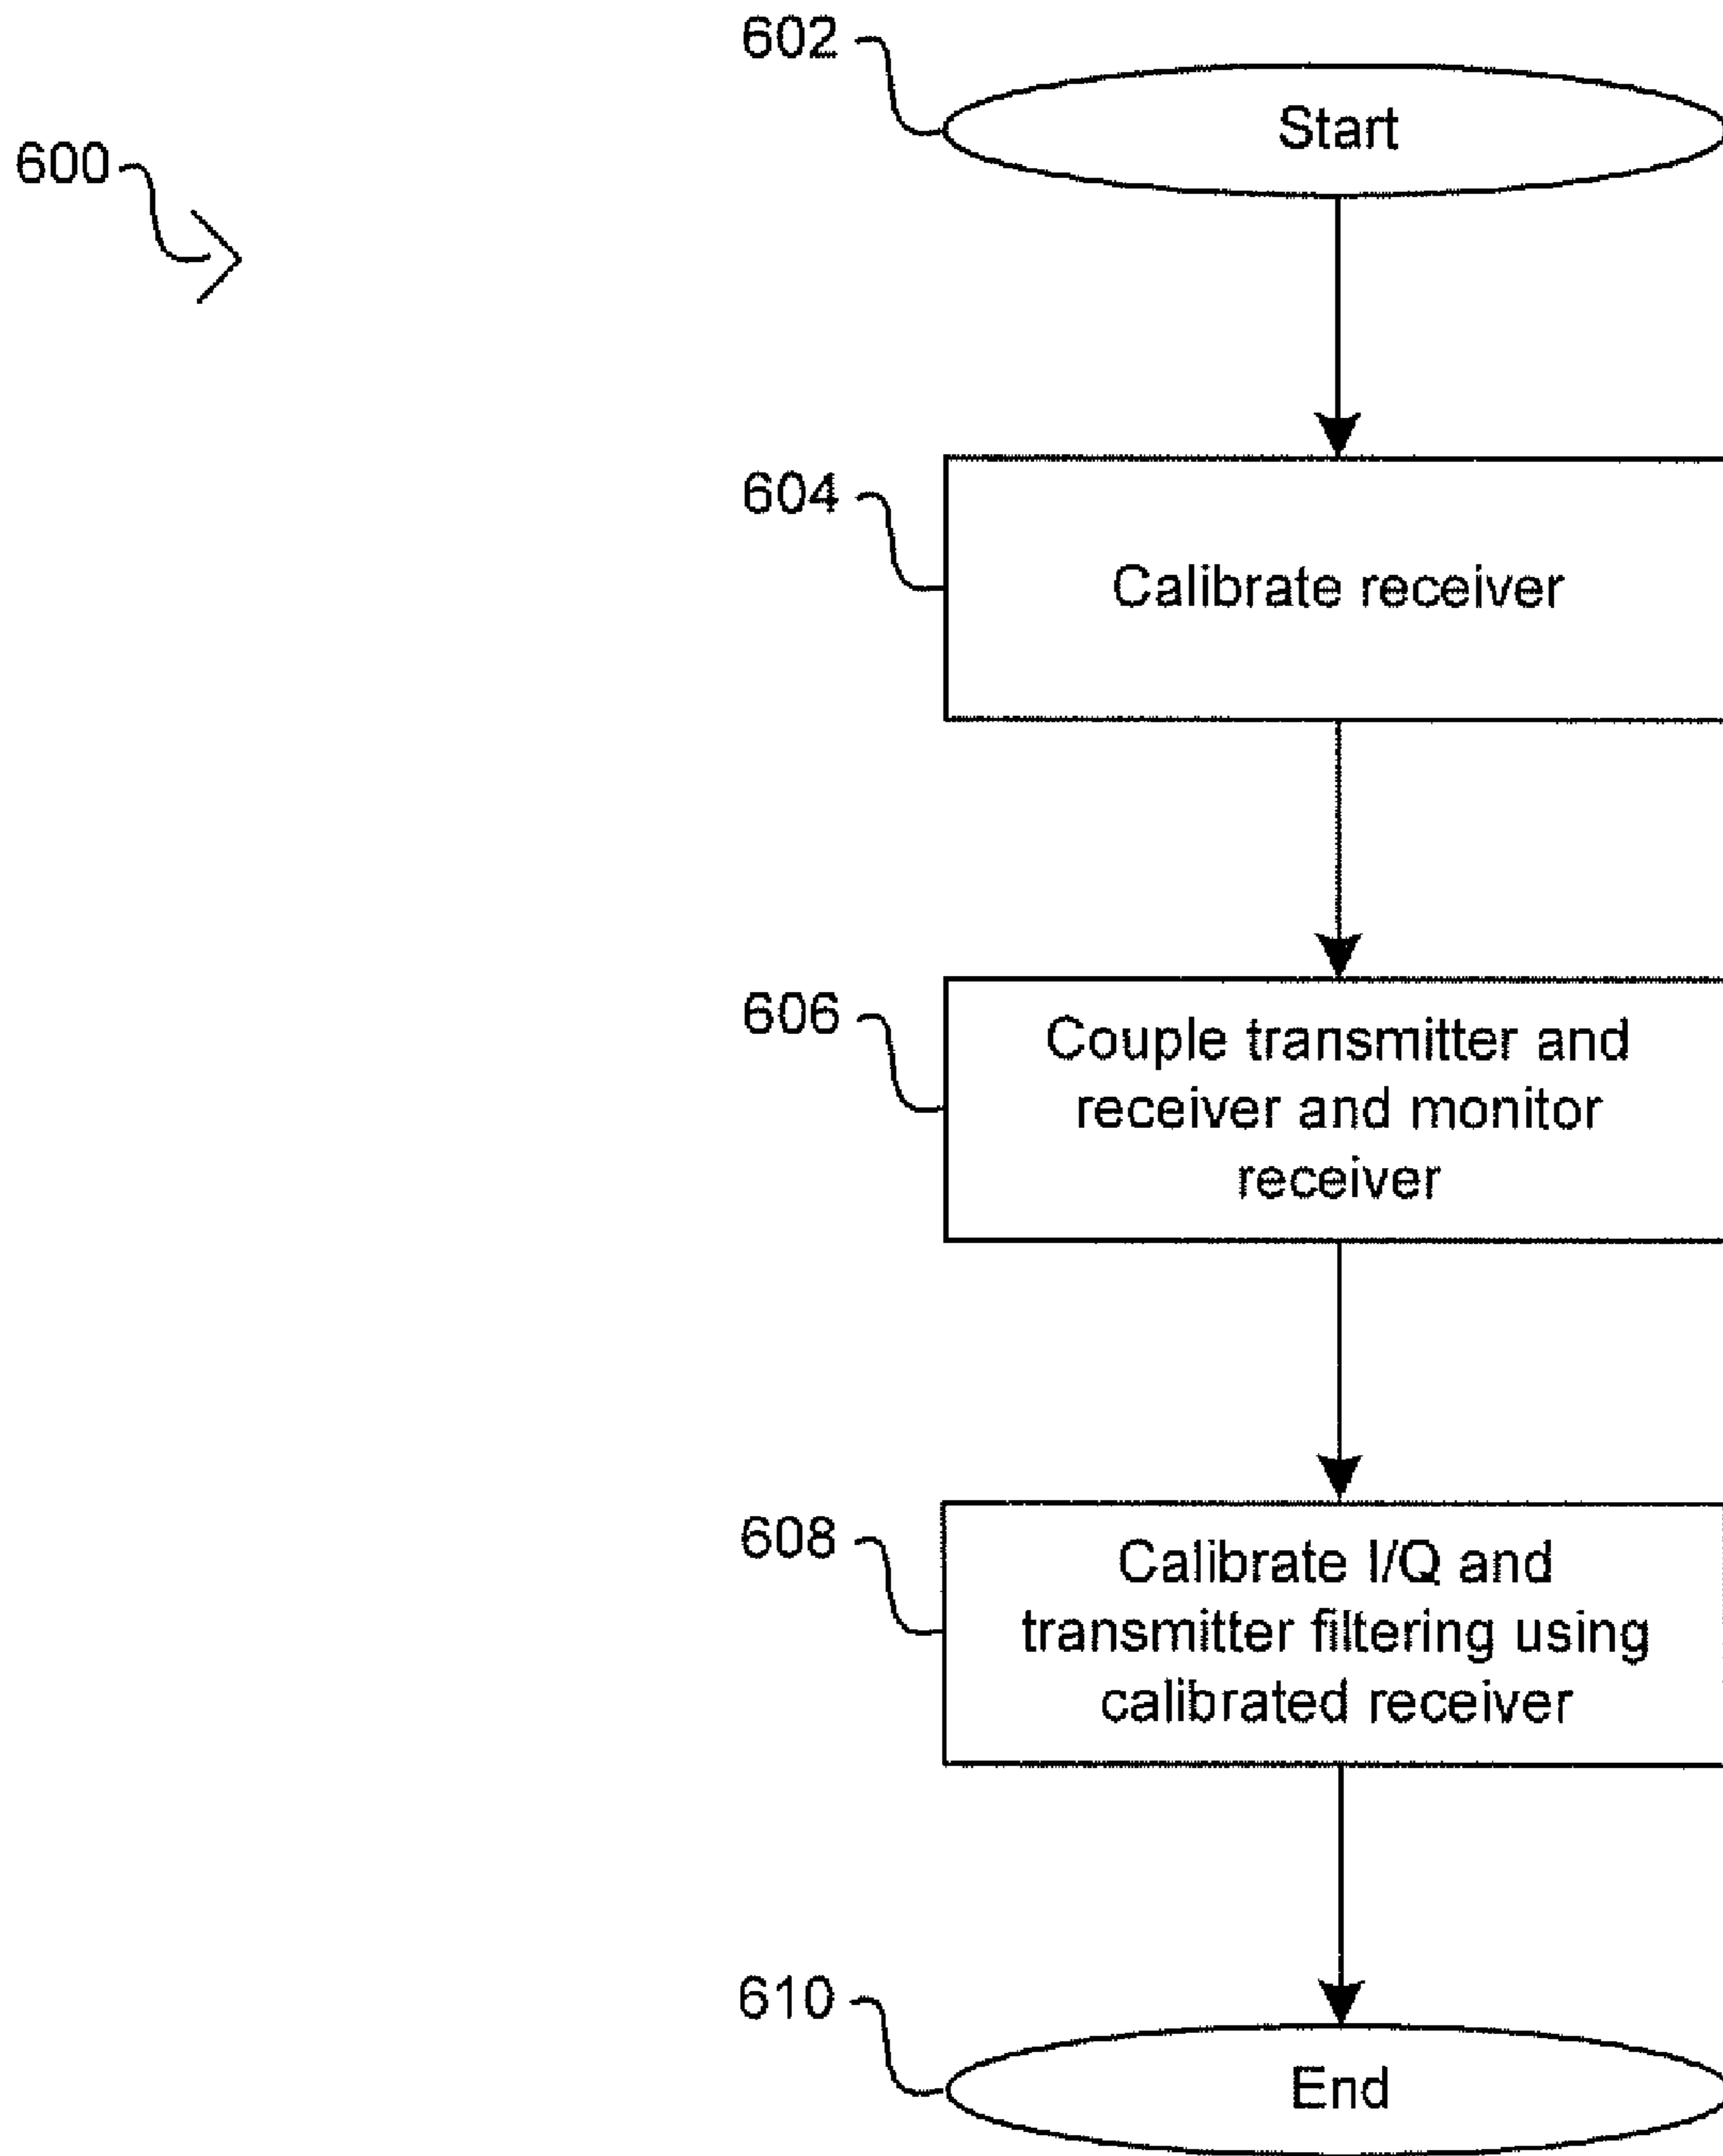 602
Start
600
604
Calibrate receiver
606
Couple transmitter and
receiver and monitor
receiver
608
Calibrate I/Q and
transmitter filtering using
calibrated receiver
610
End